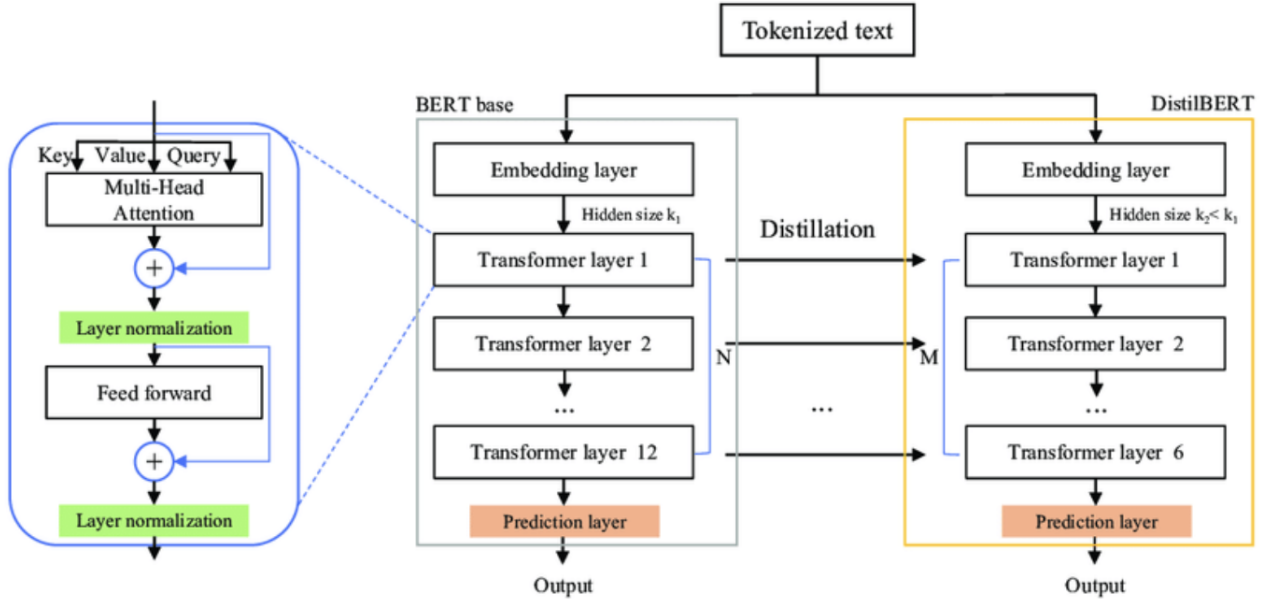 Tokenized text
BERT base
DistilBERT
Key Value Query
Multi-Head
Attention
+
Layer normalization
Feed forward
+
Layer normalization
Embedding layer
Hidden size k₁
Transformer layer 1
Transformer layer 2
...
Transformer layer 12
Prediction layer
Output
N
Distillation
...
M
Embedding layer
Hidden size k₂< k₁
Transformer layer 1
Transformer layer 2
...
Transformer layer 6
Prediction layer
Output